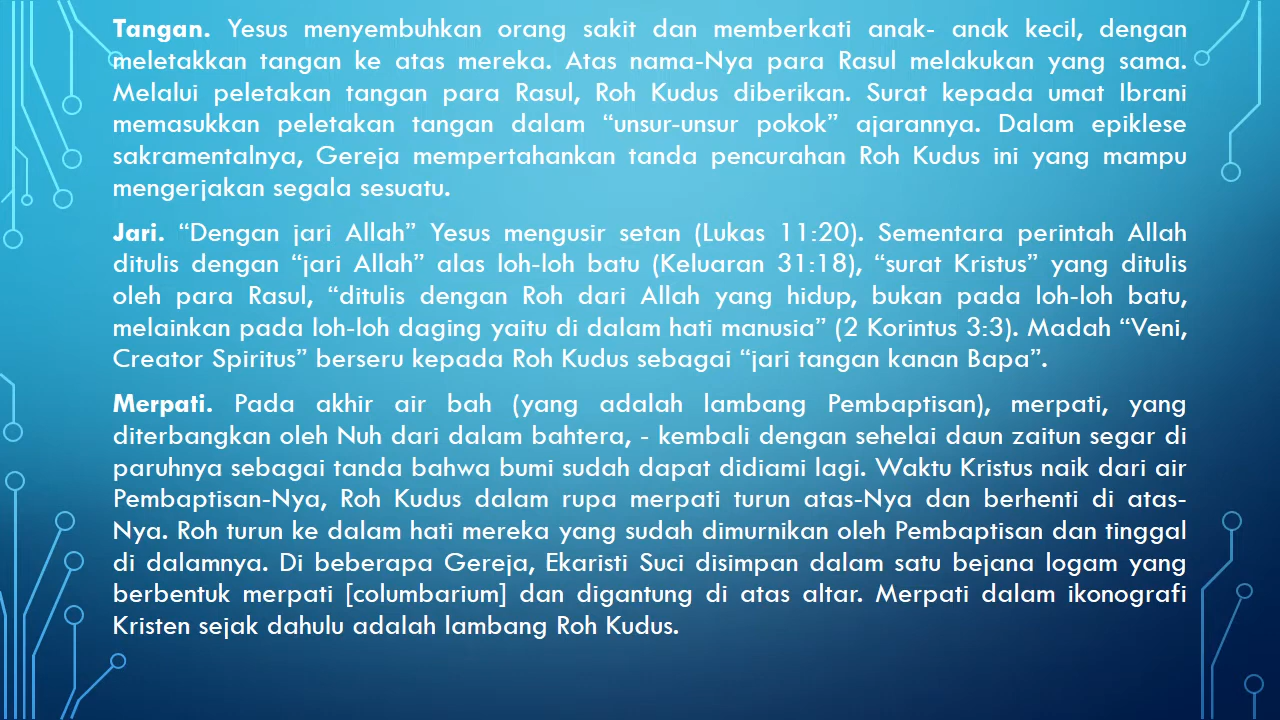 Tangan. Yesus menyembuhkan orang sakit dan memberkati anak- anak kecil, dengan
meletakkan tangan ke atas mereka. Atas nama-Nya para Rasul melakukan yang sama.
Melalui peletakan tangan para Rasul, Roh Kudus diberikan. Surat kepada umat Ibrani
memasukkan peletakan tangan dalam “unsur-unsur pokok” ajarannya. Dalam epiklese
sakramentalnya, Gereja mempertahankan tanda pencurahan Roh Kudus ini yang mampu
mengerjakan segala sesuatu.
Jari. “Dengan jari Allah” Yesus mengusir setan (Lukas 11:20). Sementara perintah Allah
ditulis dengan “jari Allah” alas loh-loh batu (Keluaran 31:18), “surat Kristus” yang ditulis
oleh para Rasul, “ditulis dengan Roh dari Allah yang hidup, bukan pada loh-loh batu,
melainkan pada loh-loh daging yaitu di dalam hati manusia” (2 Korintus 3:3). Madah “Veni,
Creator Spiritus” berseru kepada Roh Kudus sebagai “jari tangan kanan Bapa”.
Merpati. Pada akhir air bah (yang adalah lambang Pembaptisan), merpati, yang
diterbangkan oleh Nuh dari dalam bahtera, - kembali dengan sehelai daun zaitun segar di
paruhnya sebagai tanda bahwa bumi sudah dapat didiami lagi. Waktu Kristus naik dari air
Pembaptisan-Nya, Roh Kudus dalam rupa merpati turun atas-Nya dan berhenti di atas-
Nya. Roh turun ke dalam hati mereka yang sudah dimurnikan oleh Pembaptisan dan tinggal
di dalamnya. Di beberapa Gereja, Ekaristi Suci disimpan dalam satu bejana logam yang
berbentuk merpati [columbarium] dan digantung di atas altar. Merpati dalam ikonografi
Kristen sejak dahulu adalah lambang Roh Kudus.